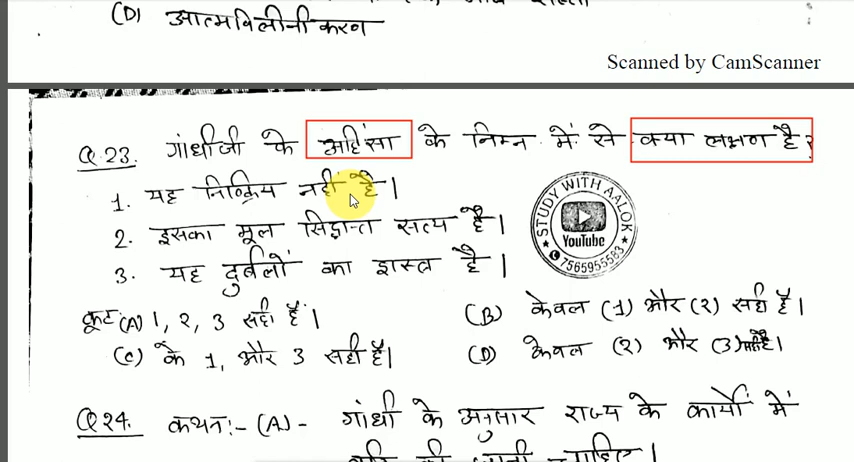 (D) आत्मविलीनीकरण
Scanned by CamScanner
Q.23. गांधीजी के अहिंसा के निम्न में से क्या लक्षण है?
1. यह निष्क्रिय नहीं है।
2. इसका मूल सिद्धान्त सत्य है।
3. यह दुर्बलों का शस्त्र है।
कूट: (A) 1, 2, 3 सही है। (B) केवल (1) और (2) सही है।
(C) के 1, और 3 सही है। (D) केवल (2) और (3) है।
STUDY WITH AALOK
YouTube
7565955583
Q24. कथन:- (A)- गांधी के अनुसार राज्य के कार्यों में